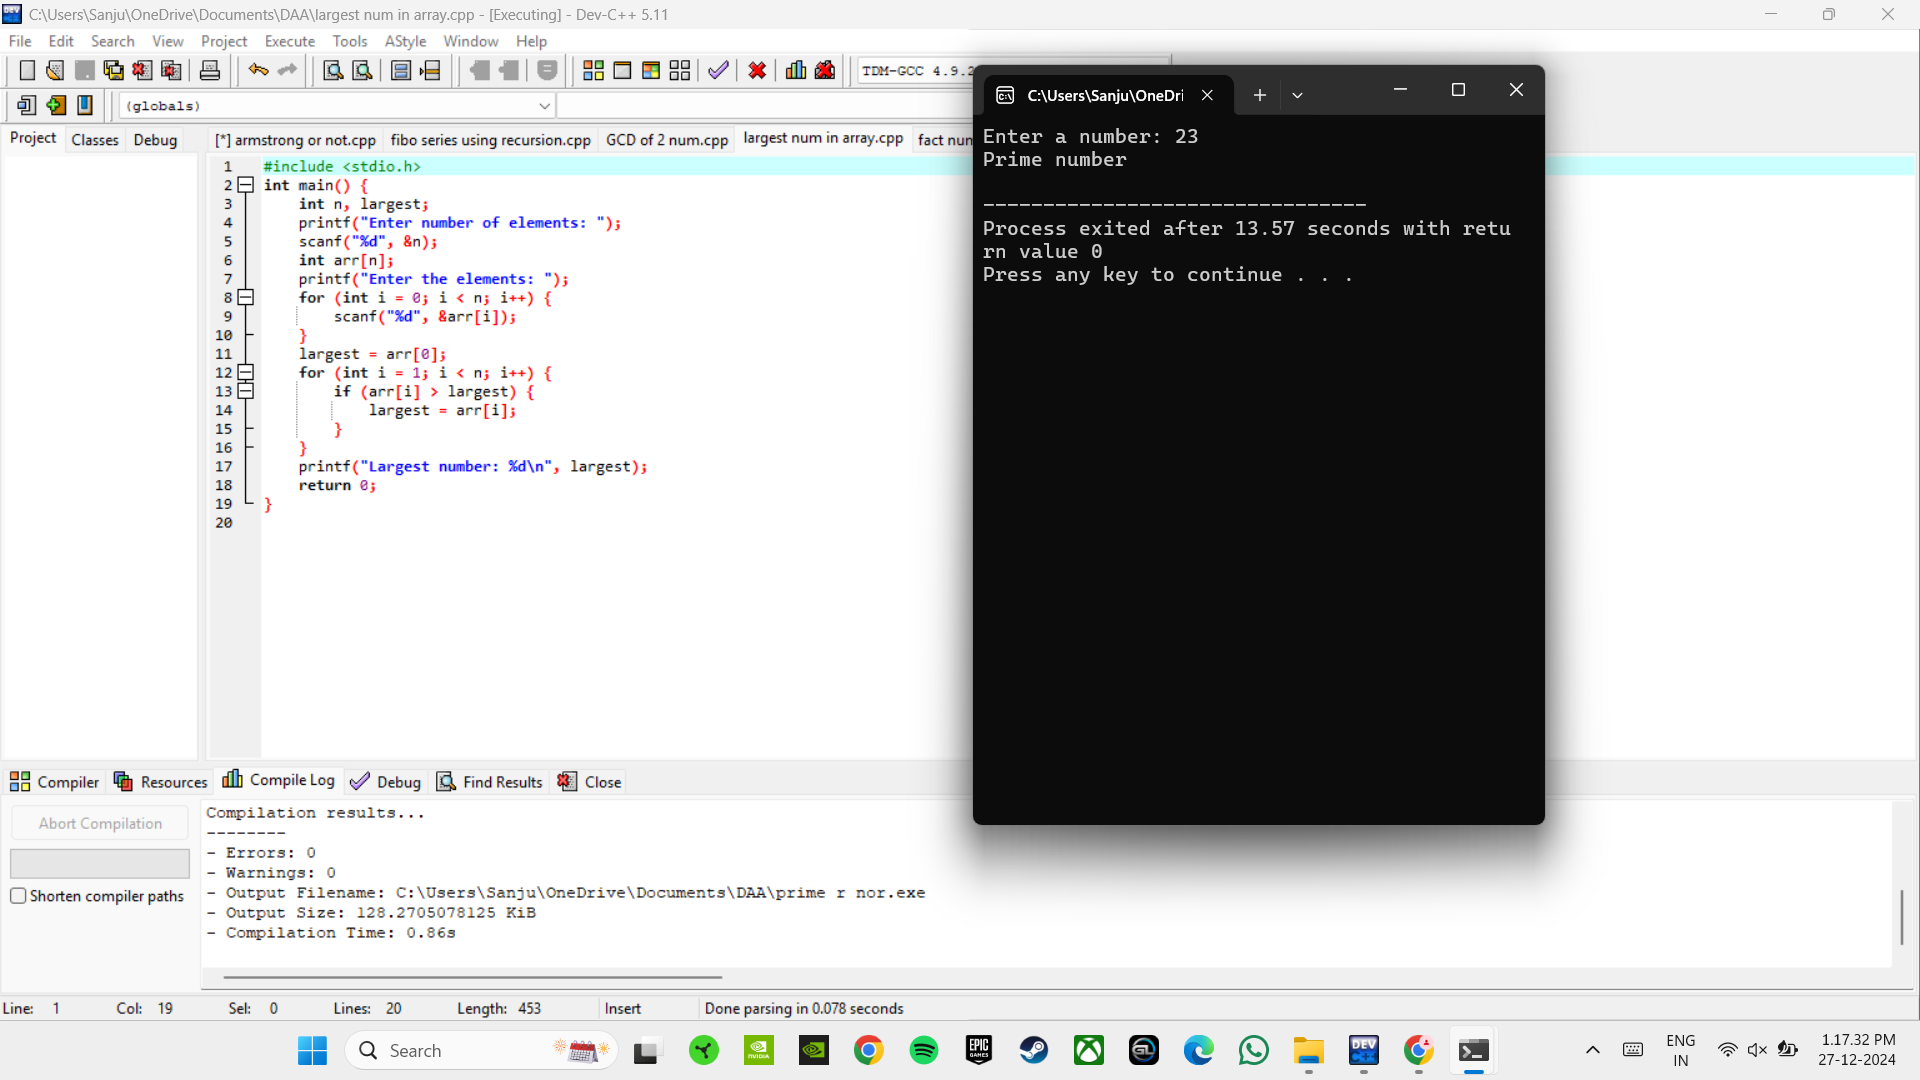 C:\Users\Sanju\OneDrive\Documents\DAA\largest num in array.cpp - [Executing] - Dev-C++ 5.11
File Edit Search View Project Execute Tools AStyle Window Help
TDM-GCC 4.9.2
(globals)
Project Classes Debug
[*] armstrong or not.cpp fibo series using recursion.cpp GCD of 2 num.cpp largest num in array.cpp fact num
1 #include <stdio.h>
2 int main() {
3 int n, largest;
4 printf("Enter number of elements: ");
5 scanf("%d", &n);
6 int arr[n];
7 printf("Enter the elements: ");
8 for (int i = 0; i < n; i++) {
9 scanf("%d", &arr[i]);
10 }
11 largest = arr[0];
12 for (int i = 1; i < n; i++) {
13 if (arr[i] > largest) {
14 largest = arr[i];
15 }
16 }
17 printf("Largest number: %d\n", largest);
18 return 0;
19 }
20
C:\Users\Sanju\OneDri
Enter a number: 23
Prime number
--------------------------------
Process exited after 13.57 seconds with retu
rn value 0
Press any key to continue . . .
Compiler Resources Compile Log Debug Find Results Close
Abort Compilation
Shorten compiler paths
Compilation results...
--------
- Errors: 0
- Warnings: 0
- Output Filename: C:\Users\Sanju\OneDrive\Documents\DAA\prime r nor.exe
- Output Size: 128.2705078125 KiB
- Compilation Time: 0.86s
Line: 1 Col: 19 Sel: 0 Lines: 20 Length: 453 Insert Done parsing in 0.078 seconds
Search
NVIDIA
EPIC
GAMES
DEV
ENG
IN
1.17.32 PM
27-12-2024